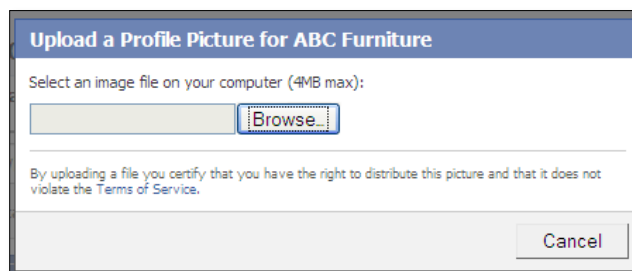 Upload a Profile Picture for ABC Furniture
Select an image file on your computer (4MB max):
Browse...
By uploading a file you certify that you have the right to distribute this picture and that it does not
violate the Terms of Service.
Cancel